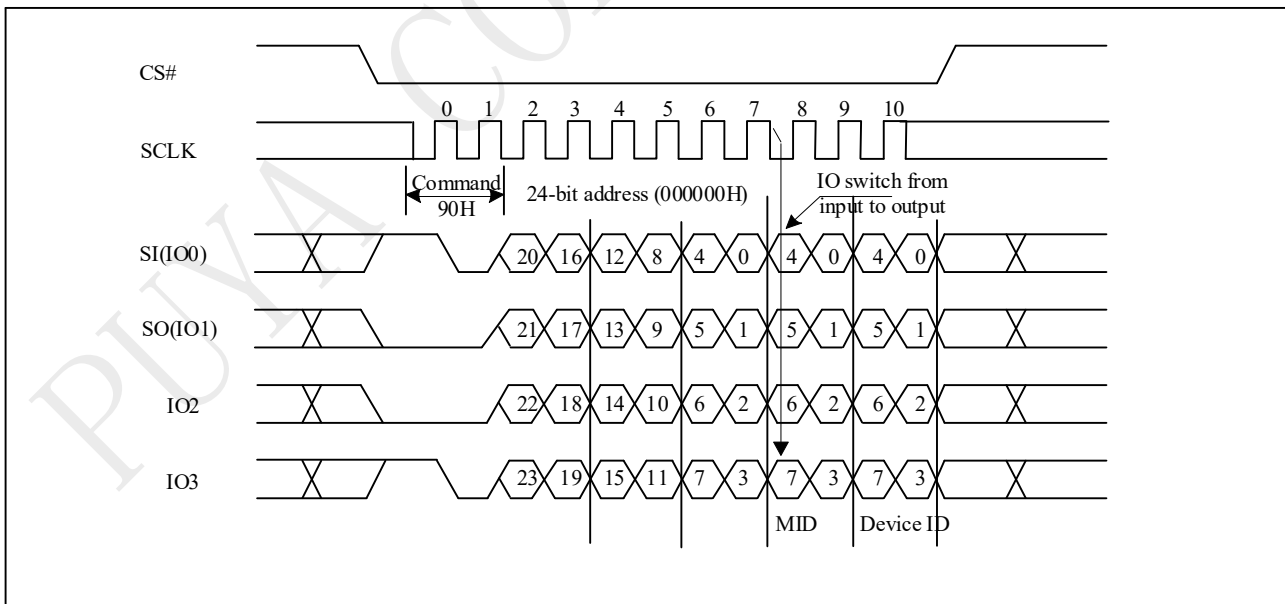 PUYA CO
CS#
0 1 2 3 4 5 6 7 8 9 10
SCLK
Command
90H
24-bit address (000000H)
IO switch from
input to output
SI(IO0) 20 16 12 8 4 0 4 0 4 0
SO(IO1) 21 17 13 9 5 1 5 1 5 1
IO2 22 18 14 10 6 2 6 2 6 2
IO3 23 19 15 11 7 3 7 3 7 3
MID Device ID